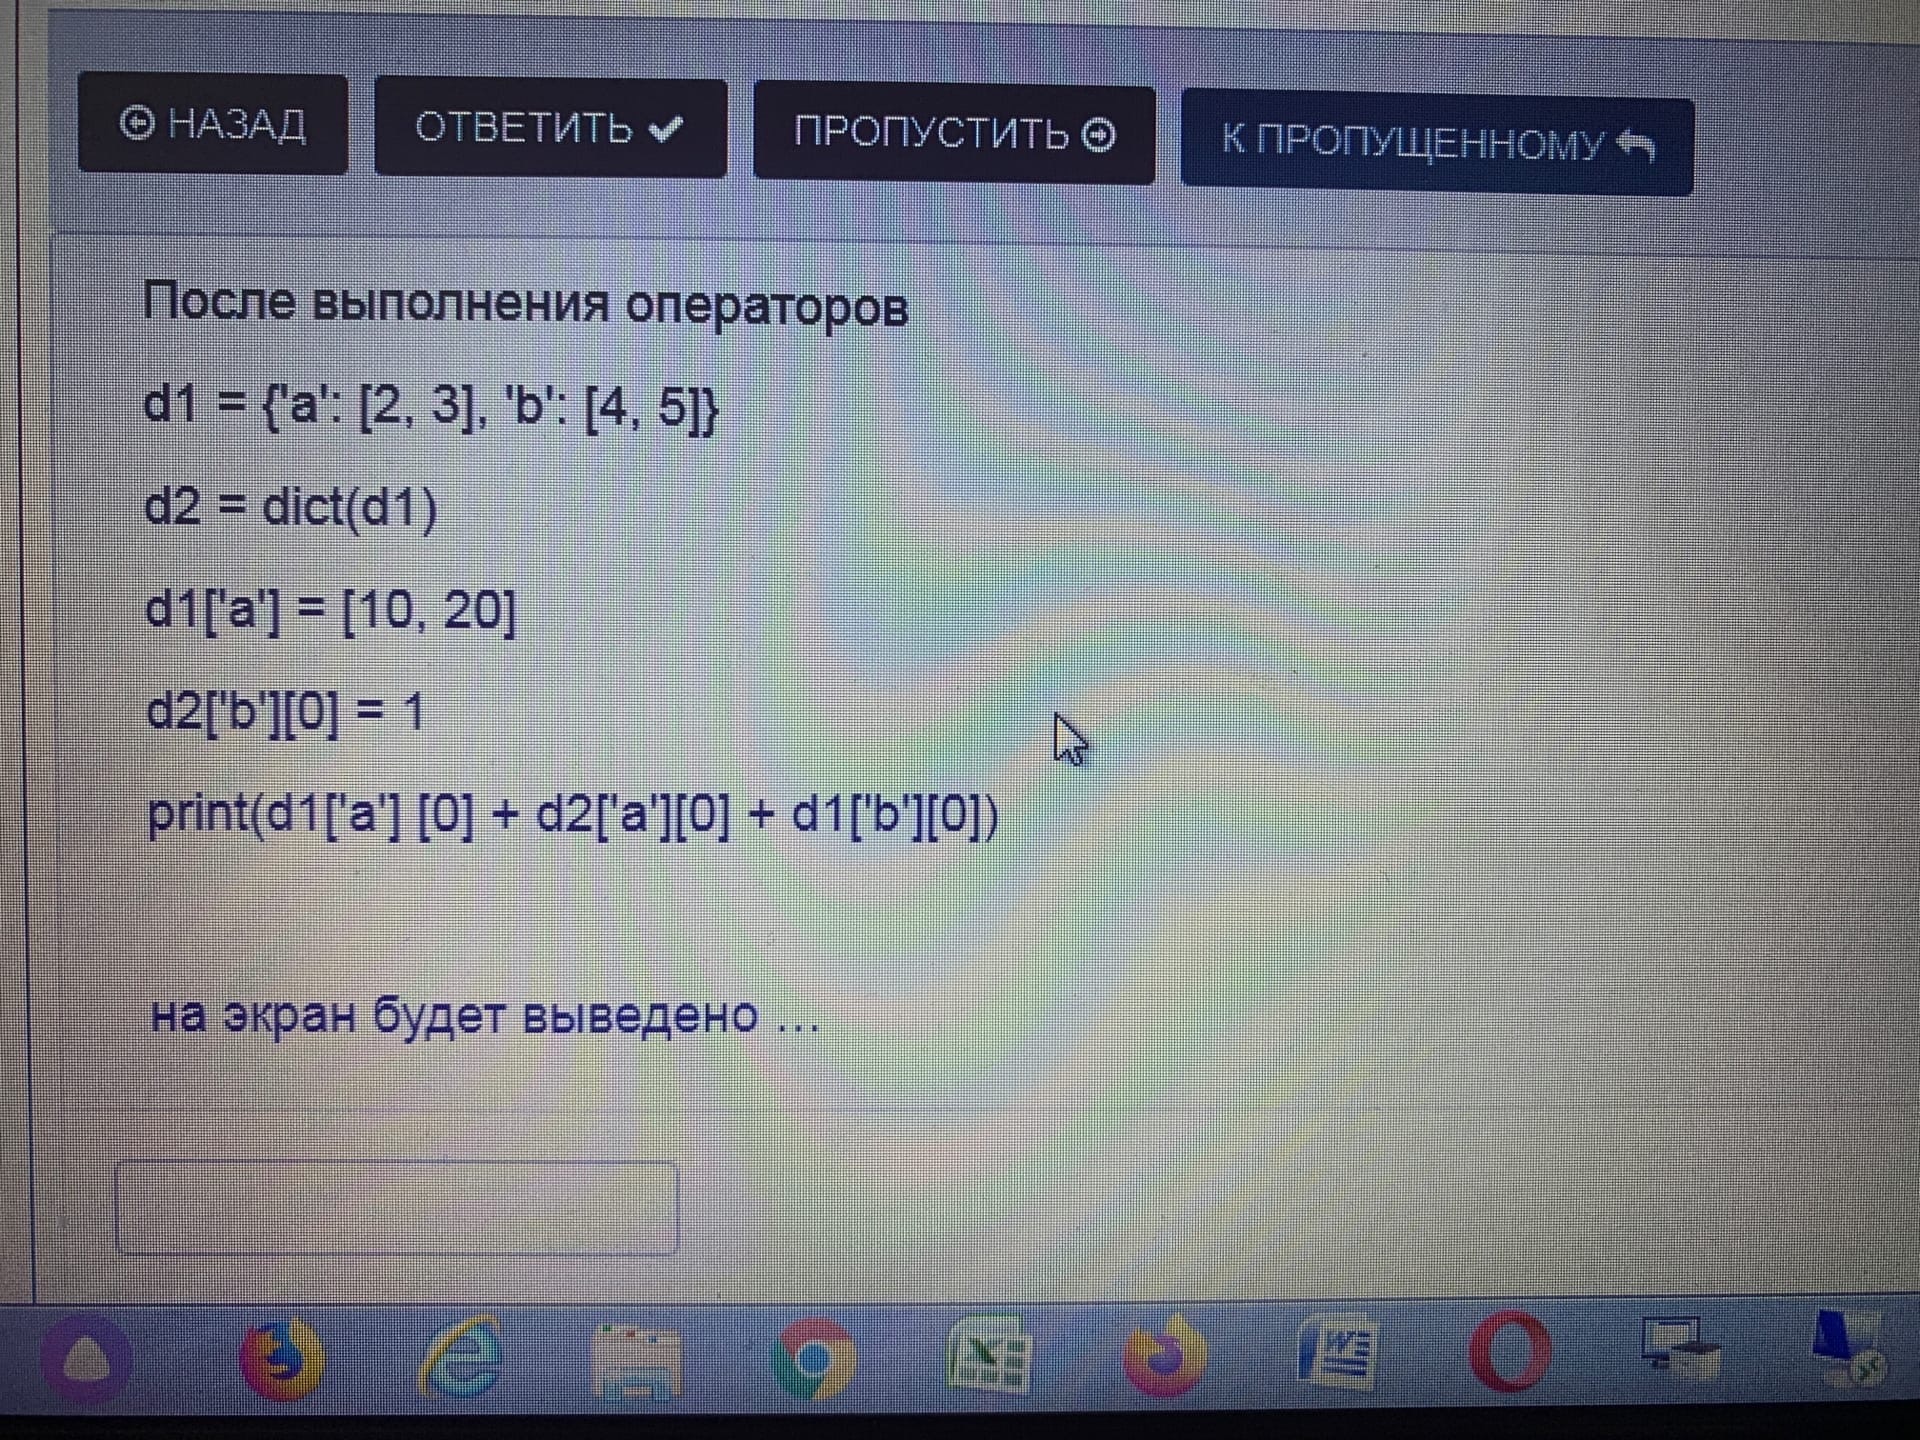 НАЗАД ОТВЕТИТЬ ПРОПУСТИТЬ К ПРОПУЩЕННОМУ
После выполнения операторов
d1 = {'a': [2, 3], 'b': [4, 5]}
d2 = dict(d1)
d1['a'] = [10, 20]
d2['b'][0] = 1
print(d1['a'] [0] + d2['a'][0] + d1['b'][0])
на экран будет выведено ...